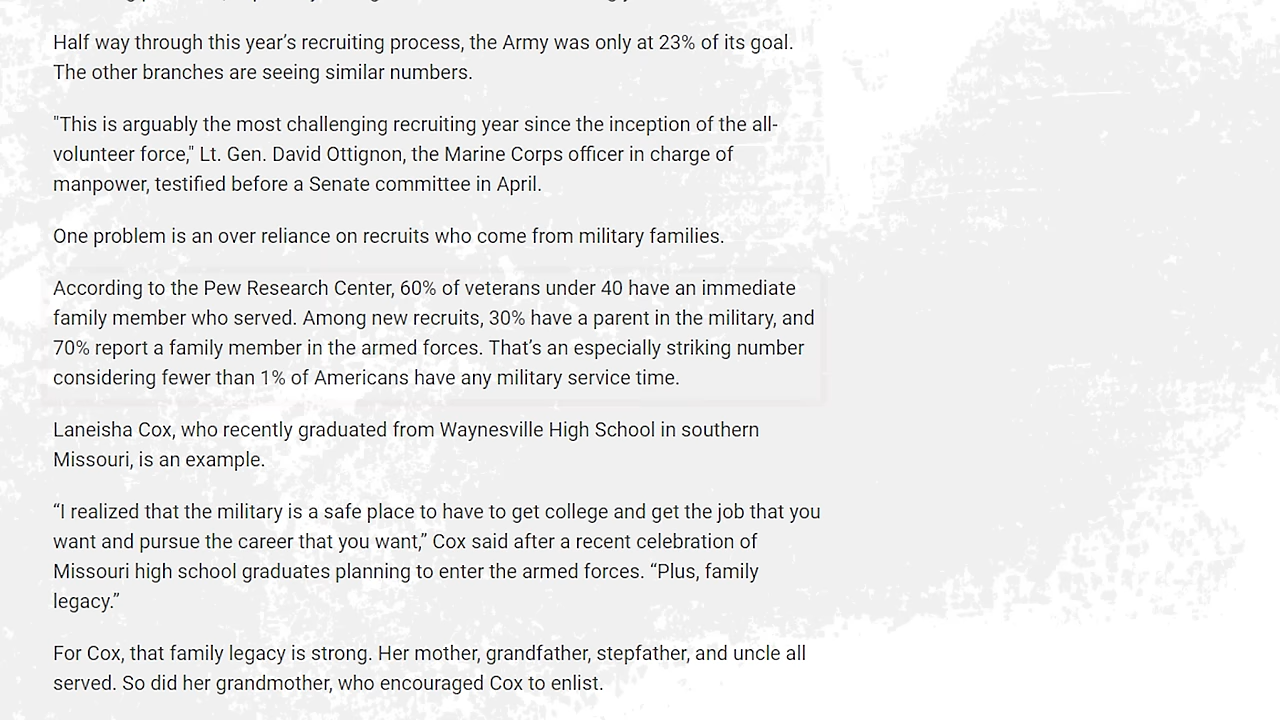 Half way through this year’s recruiting process, the Army was only at 23% of its goal.
The other branches are seeing similar numbers.
"This is arguably the most challenging recruiting year since the inception of the all-
volunteer force," Lt. Gen. David Ottignon, the Marine Corps officer in charge of
manpower, testified before a Senate committee in April.
One problem is an over reliance on recruits who come from military families.
According to the Pew Research Center, 60% of veterans under 40 have an immediate
family member who served. Among new recruits, 30% have a parent in the military, and
70% report a family member in the armed forces. That’s an especially striking number
considering fewer than 1% of Americans have any military service time.
Laneisha Cox, who recently graduated from Waynesville High School in southern
Missouri, is an example.
“I realized that the military is a safe place to have to get college and get the job that you
want and pursue the career that you want,” Cox said after a recent celebration of
Missouri high school graduates planning to enter the armed forces. “Plus, family
legacy.”
For Cox, that family legacy is strong. Her mother, grandfather, stepfather, and uncle all
served. So did her grandmother, who encouraged Cox to enlist.